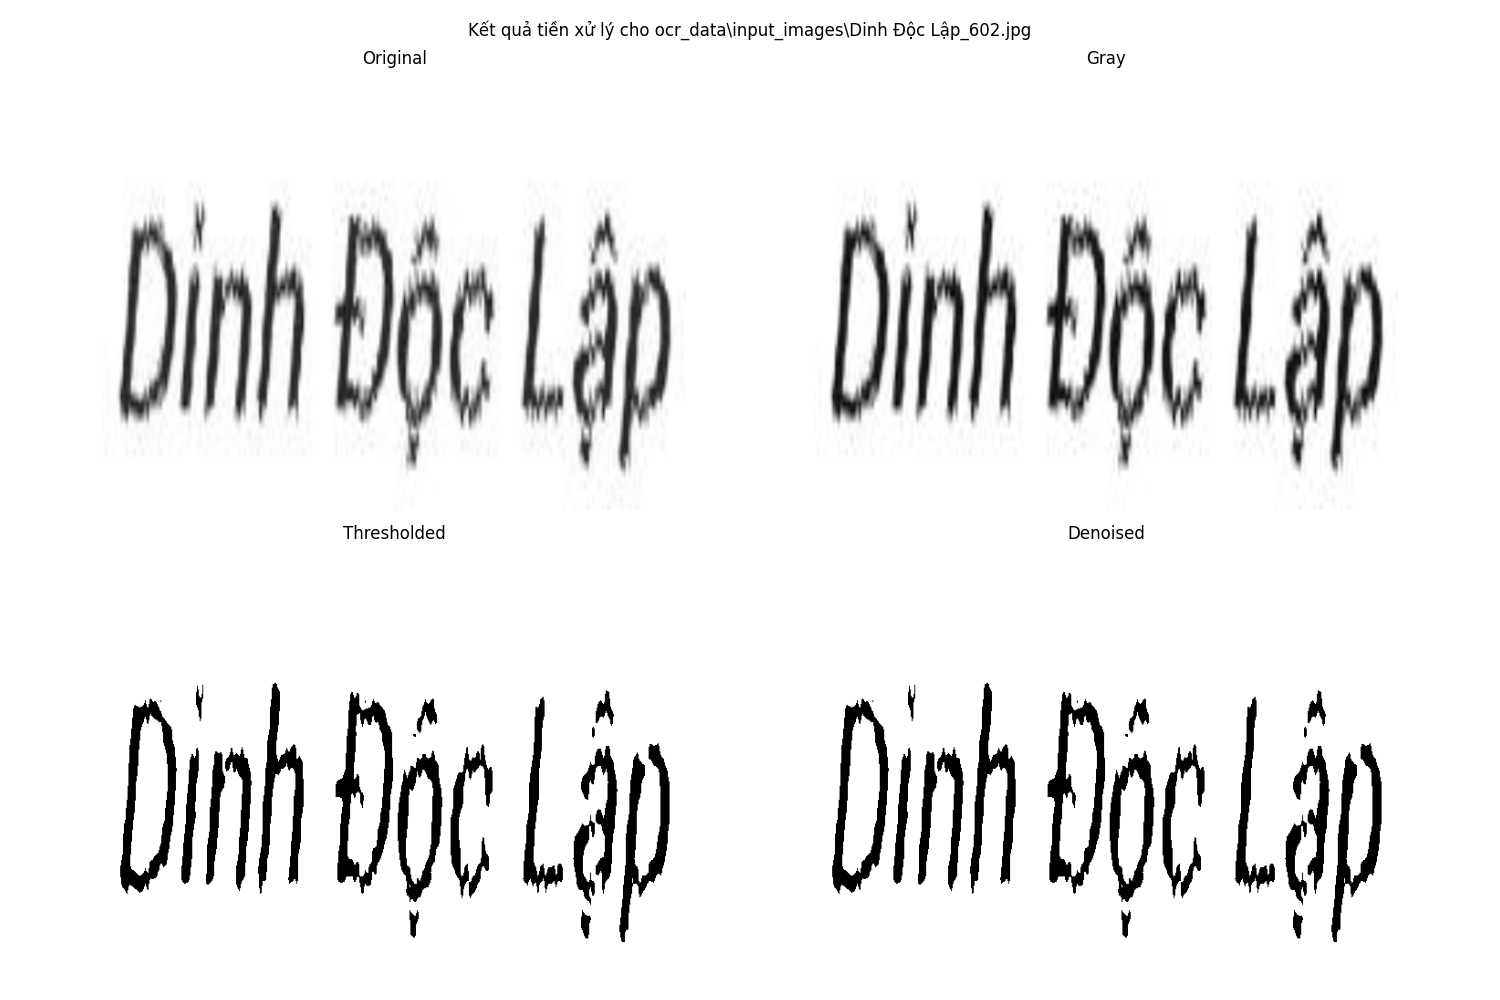 Kết quả tiền xử lý cho ocr_data\input_images\Dinh Độc Lập_602.jpg
Original
Gray
Dinh Độc Lập
Dinh Độc Lập
Thresholded
Denoised
Dinh Độc Lập
Dinh Độc Lập